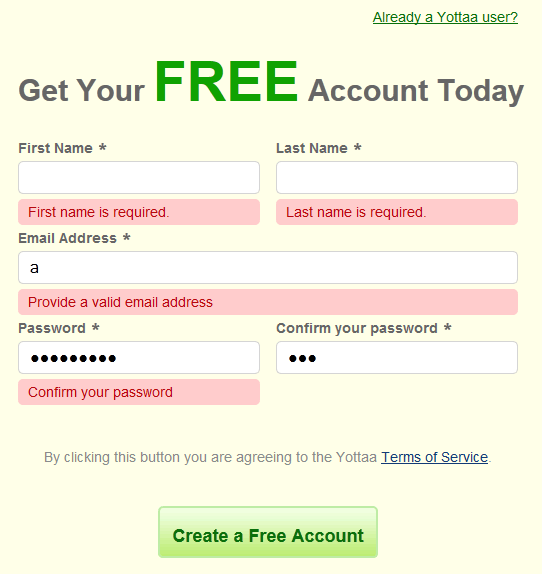 Already a Yottaa user?
Get Your FREE Account Today
First Name *
Last Name *
First name is required.
Last name is required.
Email Address *
a
Provide a valid email address
Password *
Confirm your password *
●●●●●●●●●
●●●
Confirm your password
By clicking this button you are agreeing to the Yottaa Terms of Service.
Create a Free Account